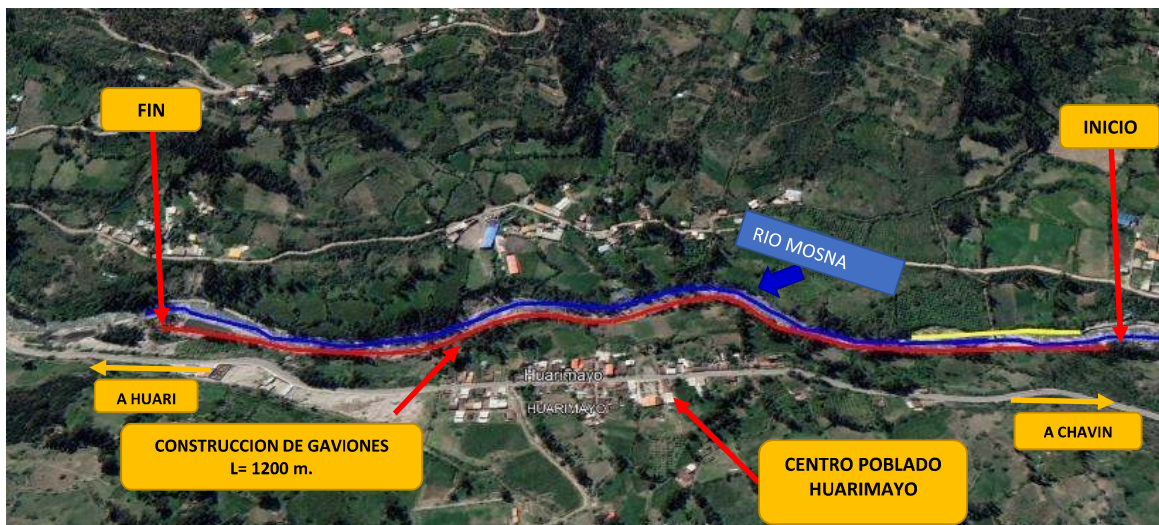 FIN
INICIO
RIO MOSNA
A HUARI
Huarimayo
HUARIMAYO
CONSTRUCCION DE GAVIONES
L= 1200 m.
A CHAVIN
CENTRO POBLADO
HUARIMAYO